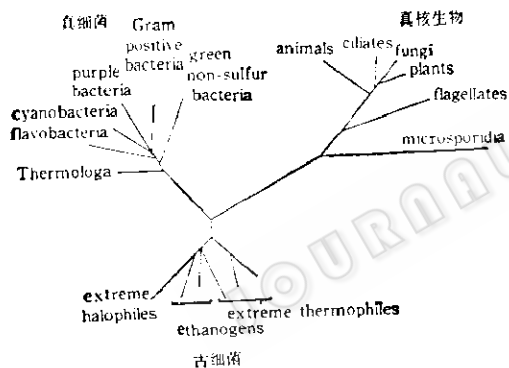 真细菌
Gram
positive
bacteria
green
non-sulfur
bacteria
purple
bacteria
cyanobacteria
flavobacteria
Thermologa
真核生物
animals
ciliates
fungi
plants
flagellates
microsporidia
extreme
halophiles
ethanogens
extreme thermophiles
古细菌
JOURNAL